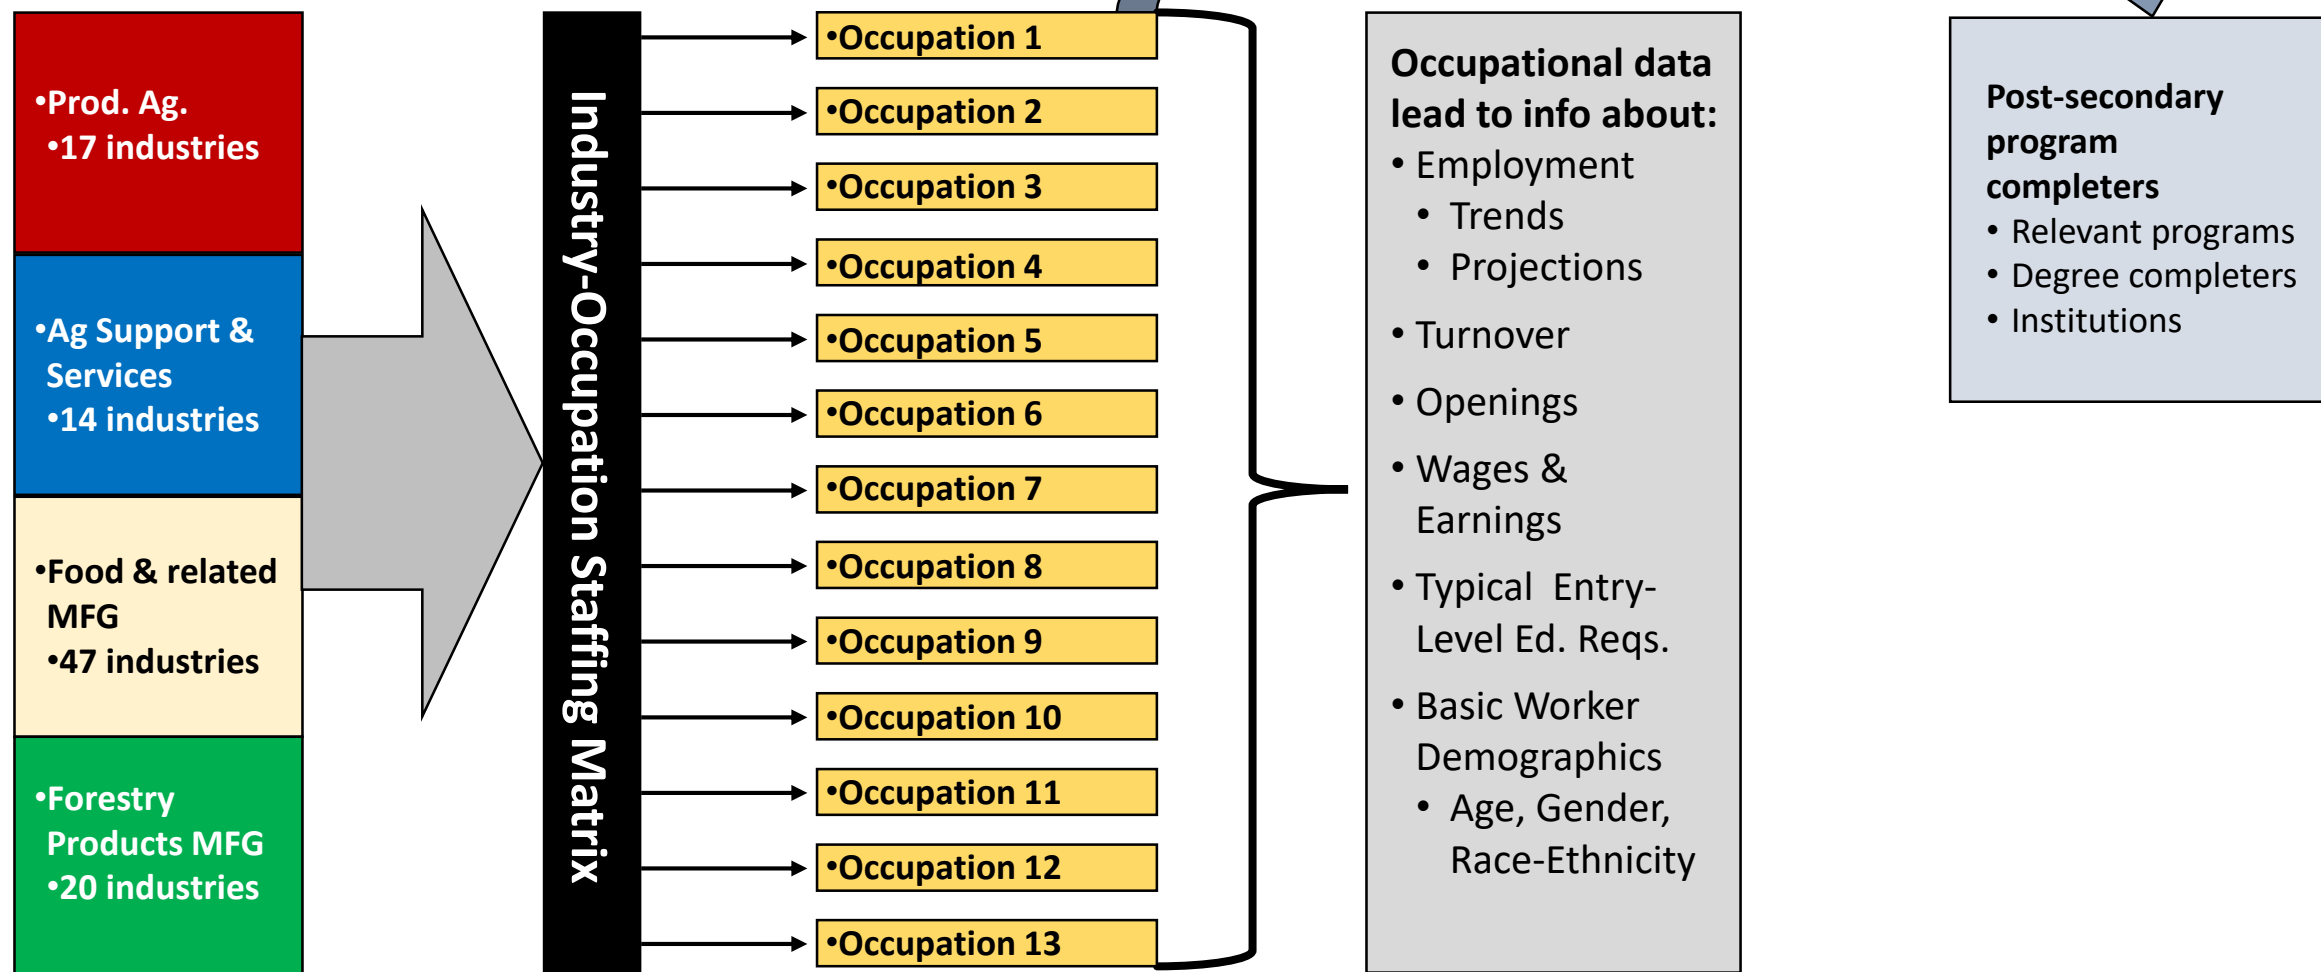 •Prod. Ag.
•17 industries
•Ag Support &
Services
•14 industries
•Food & related
MFG
•47 industries
•Forestry
Products MFG
•20 industries
Industry-Occupation Staffing Matrix
•Occupation 1
•Occupation 2
•Occupation 3
•Occupation 4
•Occupation 5
•Occupation 6
•Occupation 7
•Occupation 8
•Occupation 9
•Occupation 10
•Occupation 11
•Occupation 12
•Occupation 13
Occupational data
lead to info about:
• Employment
• Trends
• Projections
• Turnover
• Openings
• Wages &
Earnings
• Typical Entry-
Level Ed. Reqs.
• Basic Worker
Demographics
• Age, Gender,
Race-Ethnicity
Post-secondary
program
completers
• Relevant programs
• Degree completers
• Institutions